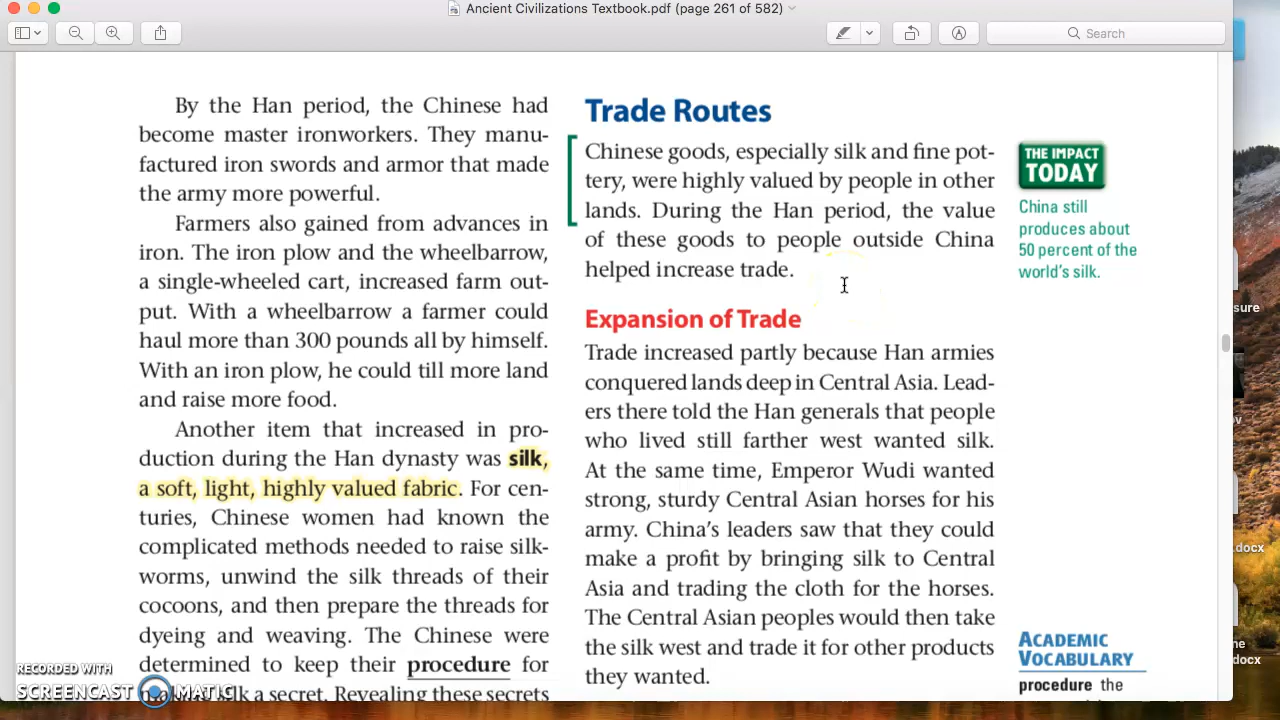 Ancient Civilizations Textbook.pdf (page 261 of 582)
Search
By the Han period, the Chinese had
become master ironworkers. They manu-
factured iron swords and armor that made
the army more powerful.
Farmers also gained from advances in
iron. The iron plow and the wheelbarrow,
a single-wheeled cart, increased farm out-
put. With a wheelbarrow a farmer could
haul more than 300 pounds all by himself.
With an iron plow, he could till more land
and raise more food.
Another item that increased in pro-
duction during the Han dynasty was silk,
a soft, light, highly valued fabric. For cen-
turies, Chinese women had known the
complicated methods needed to raise silk-
worms, unwind the silk threads of their
cocoons, and then prepare the threads for
dyeing and weaving. The Chinese were
determined to keep their procedure for
silk a secret. Revealing these secrets
Trade Routes
Chinese goods, especially silk and fine pot-
tery, were highly valued by people in other
lands. During the Han period, the value
of these goods to people outside China
helped increase trade.
Expansion of Trade
Trade increased partly because Han armies
conquered lands deep in Central Asia. Lead-
ers there told the Han generals that people
who lived still farther west wanted silk.
At the same time, Emperor Wudi wanted
strong, sturdy Central Asian horses for his
army. China's leaders saw that they could
make a profit by bringing silk to Central
Asia and trading the cloth for the horses.
The Central Asian peoples would then take
the silk west and trade it for other products
they wanted.
THE IMPACT
TODAY
China still
produces about
50 percent of the
world's silk.
ACADEMIC
VOCABULARY
procedure the
sure
.docx
.docx
RECORDED WITH
SCREENCAST MATIC